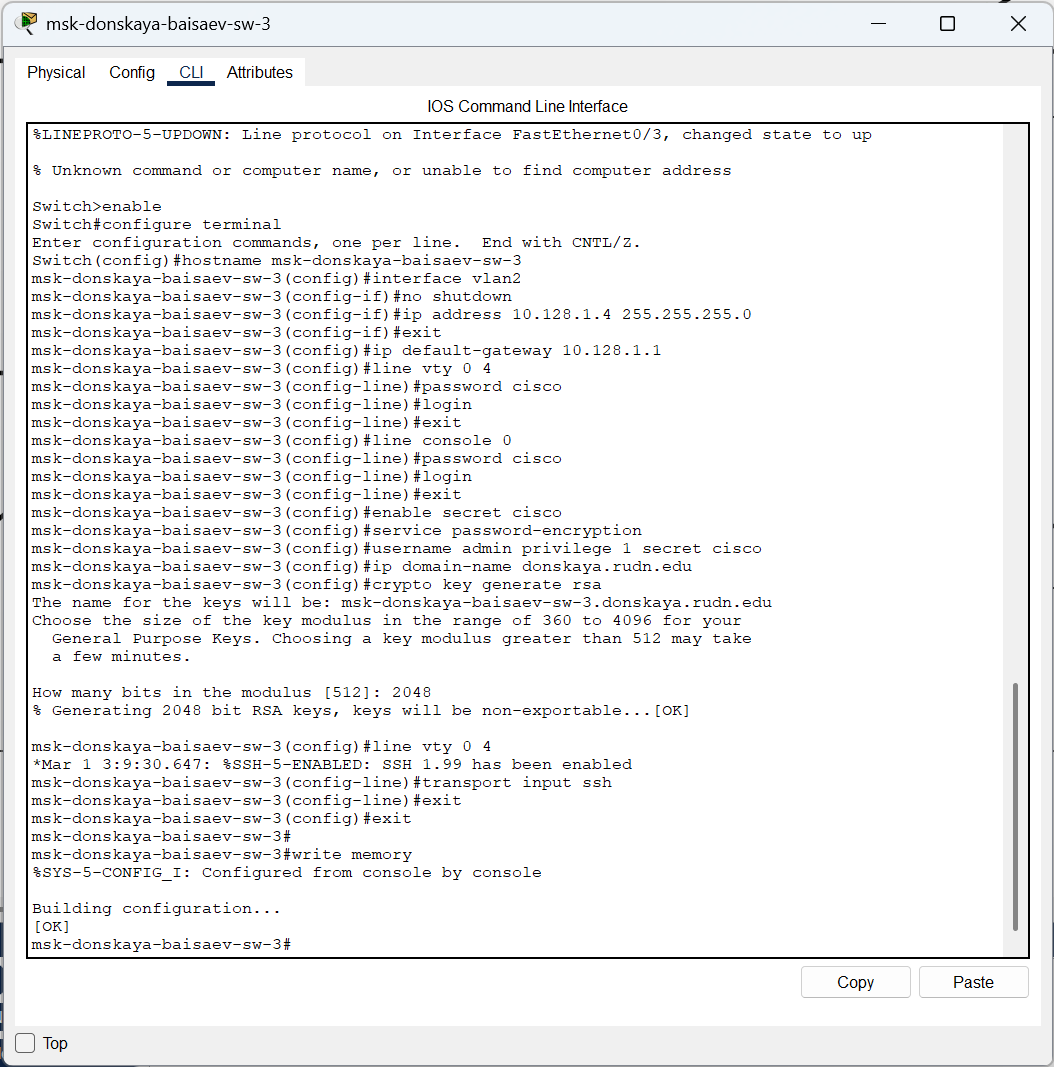 msk-donskaya-baisaev-sw-3
Physical Config CLI Attributes
IOS Command Line Interface
%LINEPROTO-5-UPDOWN: Line protocol on Interface FastEthernet0/3, changed state to up
% Unknown command or computer name, or unable to find computer address
Switch>enable
Switch#configure terminal
Enter configuration commands, one per line.  End with CNTL/Z.
Switch(config)#hostname msk-donskaya-baisaev-sw-3
msk-donskaya-baisaev-sw-3(config)#interface vlan2
msk-donskaya-baisaev-sw-3(config-if)#no shutdown
msk-donskaya-baisaev-sw-3(config-if)#ip address 10.128.1.4 255.255.255.0
msk-donskaya-baisaev-sw-3(config-if)#exit
msk-donskaya-baisaev-sw-3(config)#ip default-gateway 10.128.1.1
msk-donskaya-baisaev-sw-3(config)#line vty 0 4
msk-donskaya-baisaev-sw-3(config-line)#password cisco
msk-donskaya-baisaev-sw-3(config-line)#login
msk-donskaya-baisaev-sw-3(config-line)#exit
msk-donskaya-baisaev-sw-3(config)#line console 0
msk-donskaya-baisaev-sw-3(config-line)#password cisco
msk-donskaya-baisaev-sw-3(config-line)#login
msk-donskaya-baisaev-sw-3(config-line)#exit
msk-donskaya-baisaev-sw-3(config)#enable secret cisco
msk-donskaya-baisaev-sw-3(config)#service password-encryption
msk-donskaya-baisaev-sw-3(config)#username admin privilege 1 secret cisco
msk-donskaya-baisaev-sw-3(config)#ip domain-name donskaya.rudn.edu
msk-donskaya-baisaev-sw-3(config)#crypto key generate rsa
The name for the keys will be: msk-donskaya-baisaev-sw-3.donskaya.rudn.edu
Choose the size of the key modulus in the range of 360 to 4096 for your
General Purpose Keys. Choosing a key modulus greater than 512 may take
a few minutes.
How many bits in the modulus [512]: 2048
% Generating 2048 bit RSA keys, keys will be non-exportable...[OK]
msk-donskaya-baisaev-sw-3(config)#line vty 0 4
*Mar 1 3:9:30.647: %SSH-5-ENABLED: SSH 1.99 has been enabled
msk-donskaya-baisaev-sw-3(config-line)#transport input ssh
msk-donskaya-baisaev-sw-3(config-line)#exit
msk-donskaya-baisaev-sw-3(config)#exit
msk-donskaya-baisaev-sw-3#
msk-donskaya-baisaev-sw-3#write memory
%SYS-5-CONFIG_I: Configured from console by console
Building configuration...
[OK]
msk-donskaya-baisaev-sw-3#
Copy Paste
Top